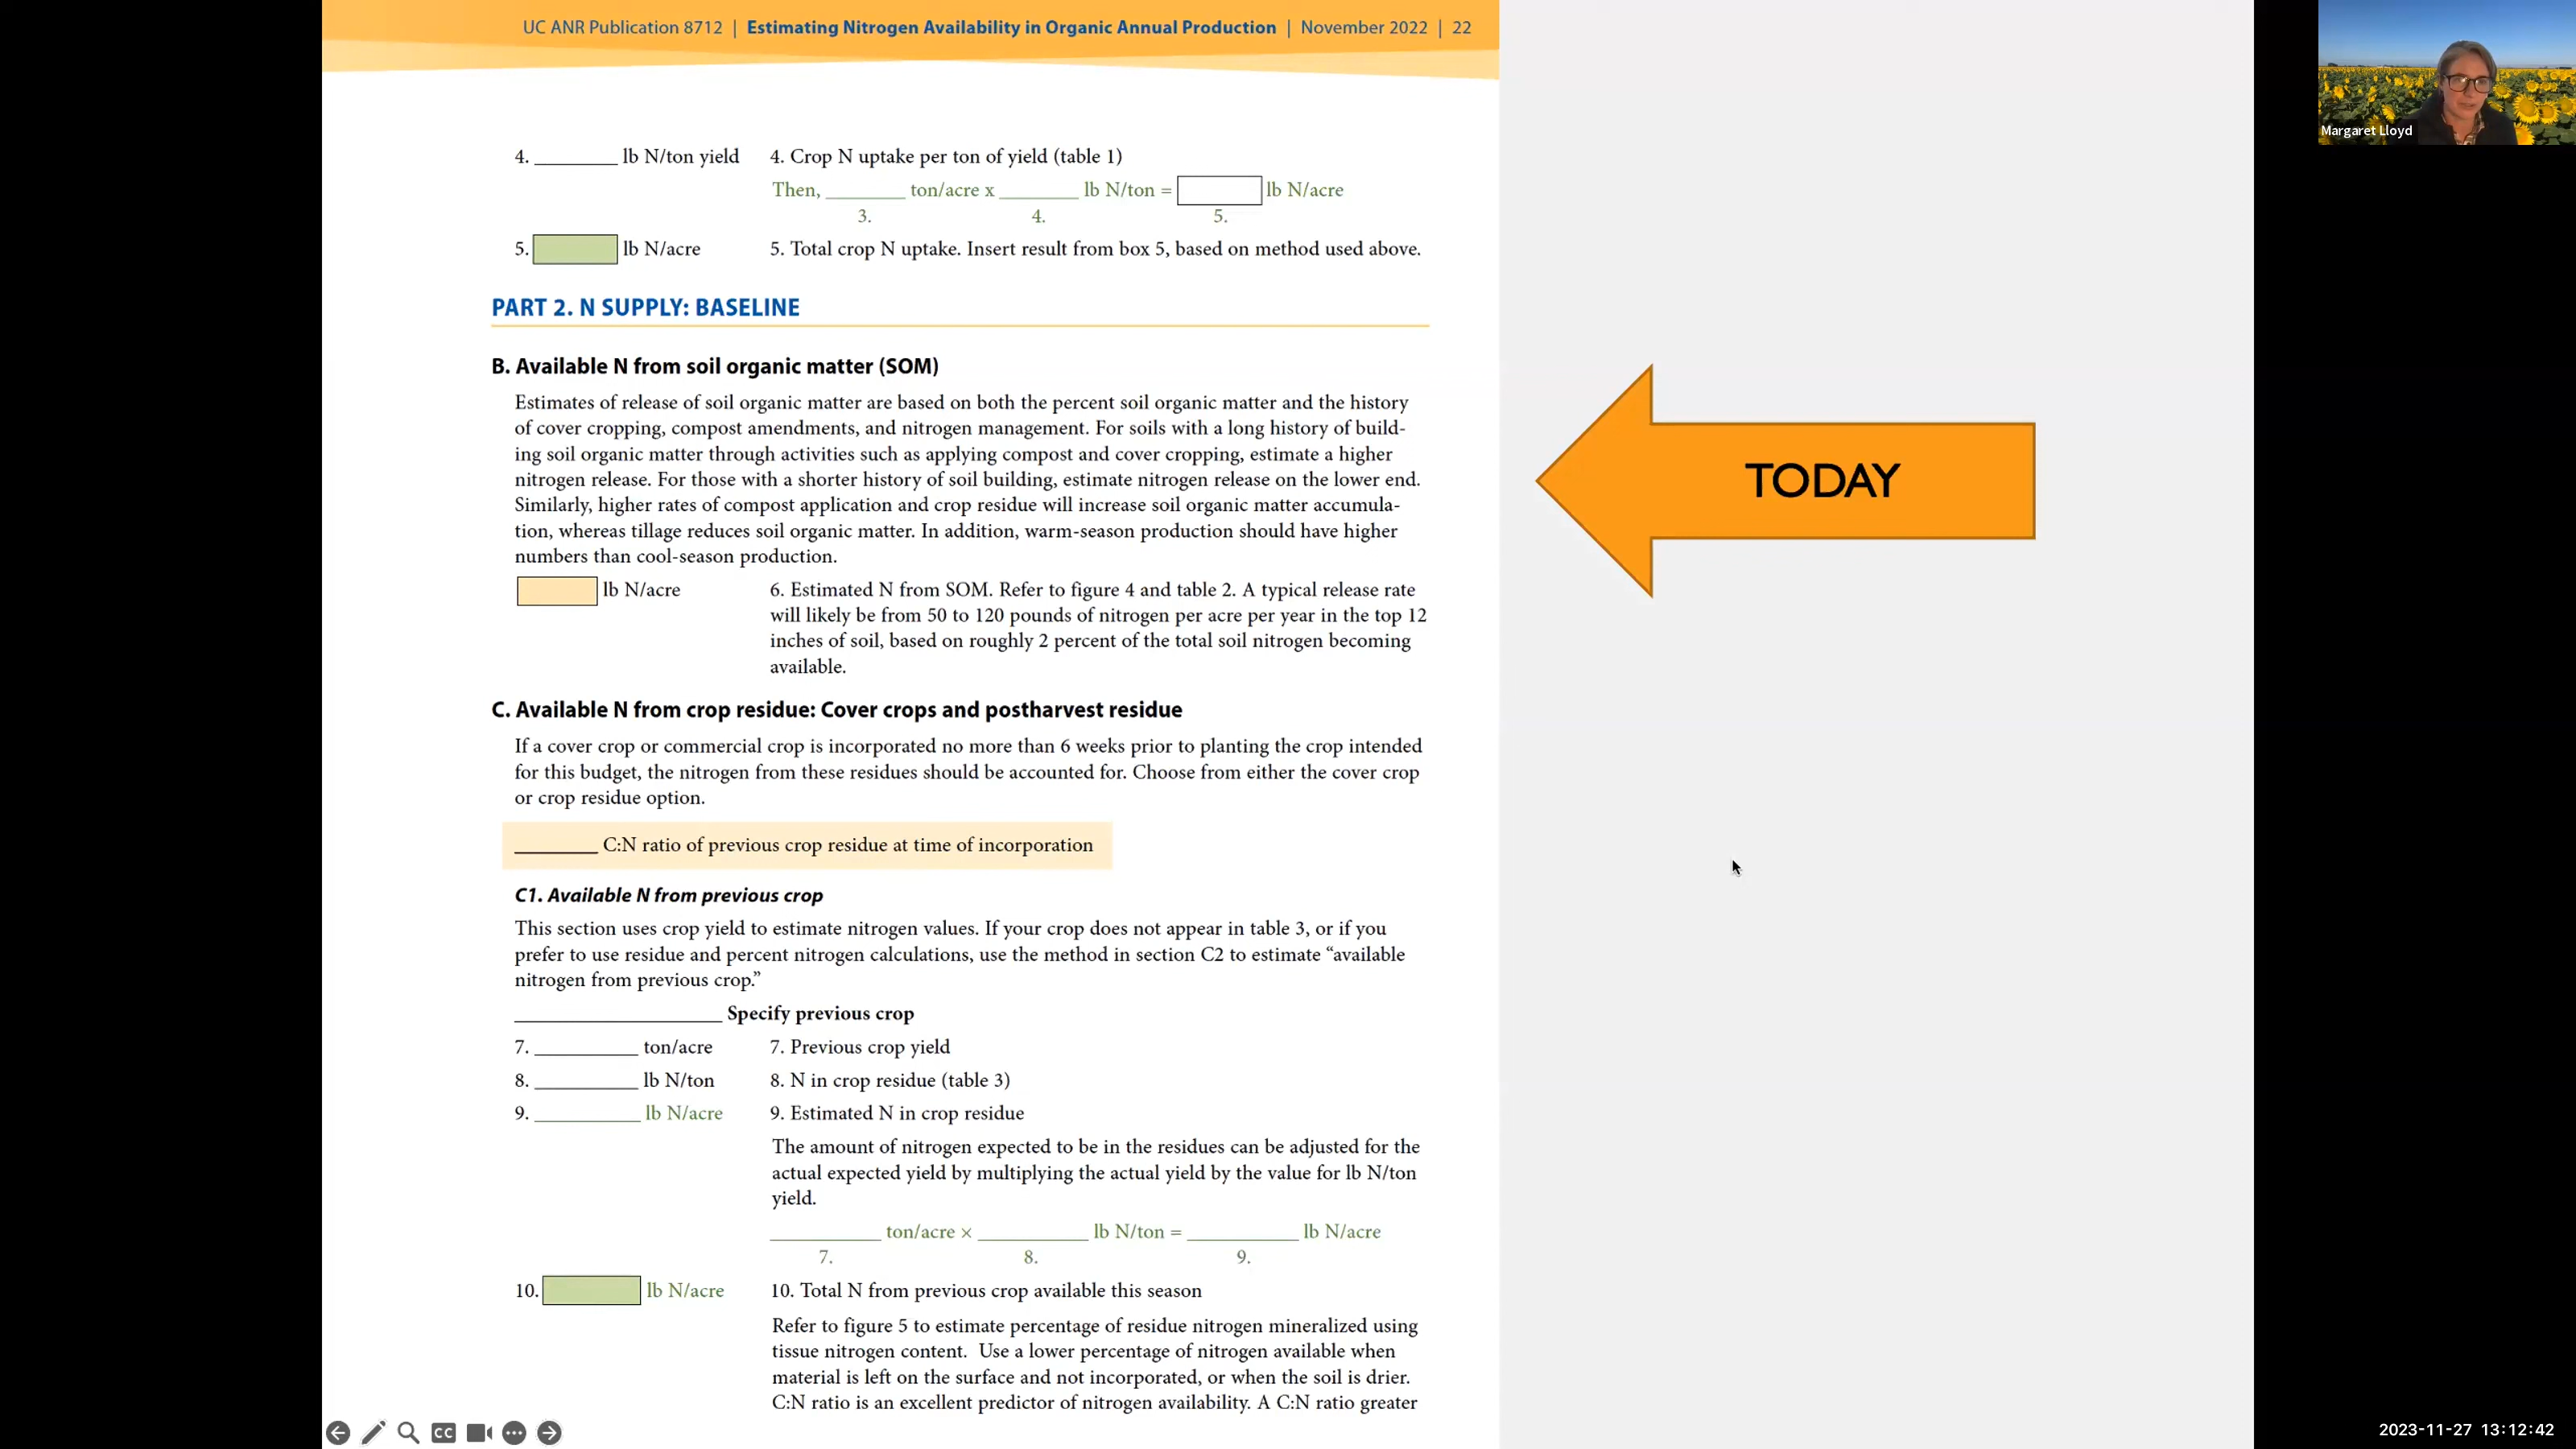 UC ANR Publication 8712 | Estimating Nitrogen Availability in Organic Annual Production | November 2022 | 22
Margaret Lloyd
4. ________ lb N/ton yield 4. Crop N uptake per ton of yield (table 1)
Then, ________ ton/acre x ________ lb N/ton = lb N/acre
3. 4. 5.
5. lb N/acre 5. Total crop N uptake. Insert result from box 5, based on method used above.
PART 2. N SUPPLY: BASELINE
B. Available N from soil organic matter (SOM)
Estimates of release of soil organic matter are based on both the percent soil organic matter and the history
of cover cropping, compost amendments, and nitrogen management. For soils with a long history of build-
ing soil organic matter through activities such as applying compost and cover cropping, estimate a higher
nitrogen release. For those with a shorter history of soil building, estimate nitrogen release on the lower end.
Similarly, higher rates of compost application and crop residue will increase soil organic matter accumula-
tion, whereas tillage reduces soil organic matter. In addition, warm-season production should have higher
numbers than cool-season production.
TODAY
lb N/acre 6. Estimated N from SOM. Refer to figure 4 and table 2. A typical release rate
will likely be from 50 to 120 pounds of nitrogen per acre per year in the top 12
inches of soil, based on roughly 2 percent of the total soil nitrogen becoming
available.
C. Available N from crop residue: Cover crops and postharvest residue
If a cover crop or commercial crop is incorporated no more than 6 weeks prior to planting the crop intended
for this budget, the nitrogen from these residues should be accounted for. Choose from either the cover crop
or crop residue option.
________ C:N ratio of previous crop residue at time of incorporation
C1. Available N from previous crop
This section uses crop yield to estimate nitrogen values. If your crop does not appear in table 3, or if you
prefer to use residue and percent nitrogen calculations, use the method in section C2 to estimate “available
nitrogen from previous crop.”
____________________ Specify previous crop
7. __________ ton/acre 7. Previous crop yield
8. __________ lb N/ton 8. N in crop residue (table 3)
9. __________ lb N/acre 9. Estimated N in crop residue
The amount of nitrogen expected to be in the residues can be adjusted for the
actual expected yield by multiplying the actual yield by the value for lb N/ton
yield.
___________ ton/acre × ___________ lb N/ton = ___________ lb N/acre
7. 8. 9.
10. lb N/acre 10. Total N from previous crop available this season
Refer to figure 5 to estimate percentage of residue nitrogen mineralized using
tissue nitrogen content. Use a lower percentage of nitrogen available when
material is left on the surface and not incorporated, or when the soil is drier.
C:N ratio is an excellent predictor of nitrogen availability. A C:N ratio greater
CC
2023-11-27 13:12:42